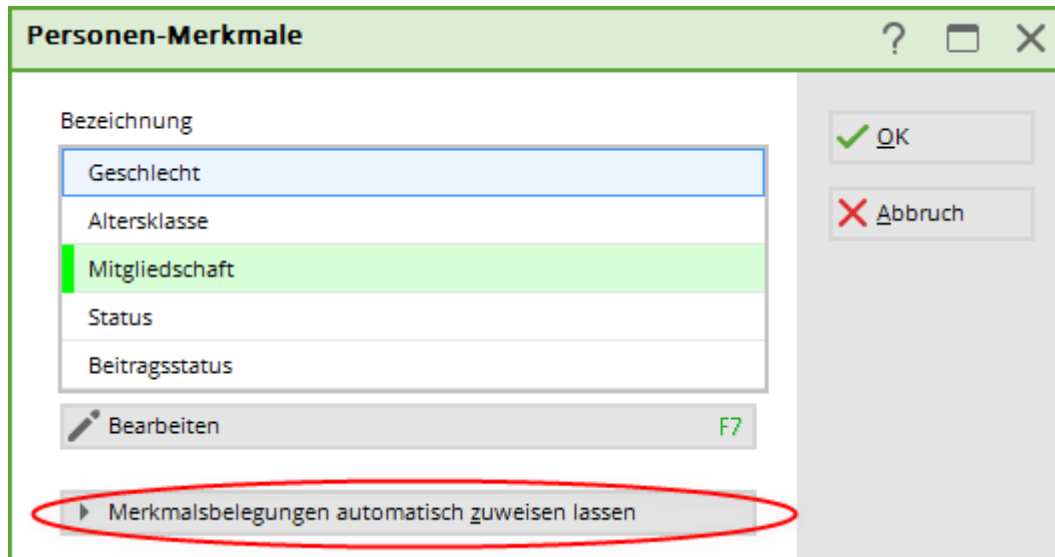 Personen-Merkmale
Bezeichnung
Geschlecht
Altersklasse
Mitgliedschaft
Status
Beitragsstatus
Bearbeiten F7
Merkmalsbelegungen automatisch zuweisen lassen
OK
Abbruch